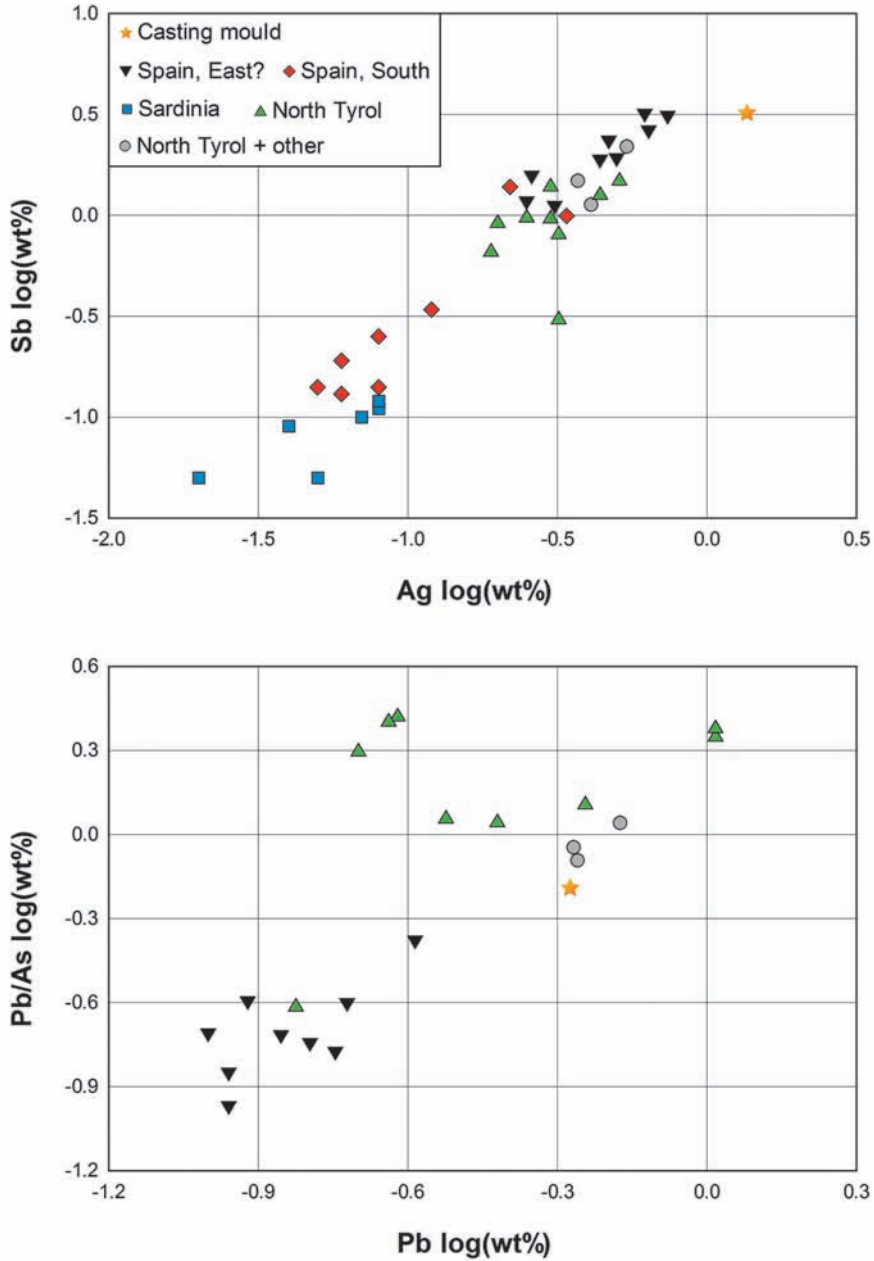 1.0
Casting mould
Spain, East? Spain, South
Sardinia North Tyrol
North Tyrol + other
0.5
0.0
-0.5
-1.0
-1.5
Sb log(wt%)
-2.0 -1.5 -1.0 -0.5 0.0 0.5
Ag log(wt%)
0.6
0.3
0.0
-0.3
-0.6
-0.9
-1.2
Pb/As log(wt%)
-1.2 -0.9 -0.6 -0.3 0.0 0.3
Pb log(wt%)